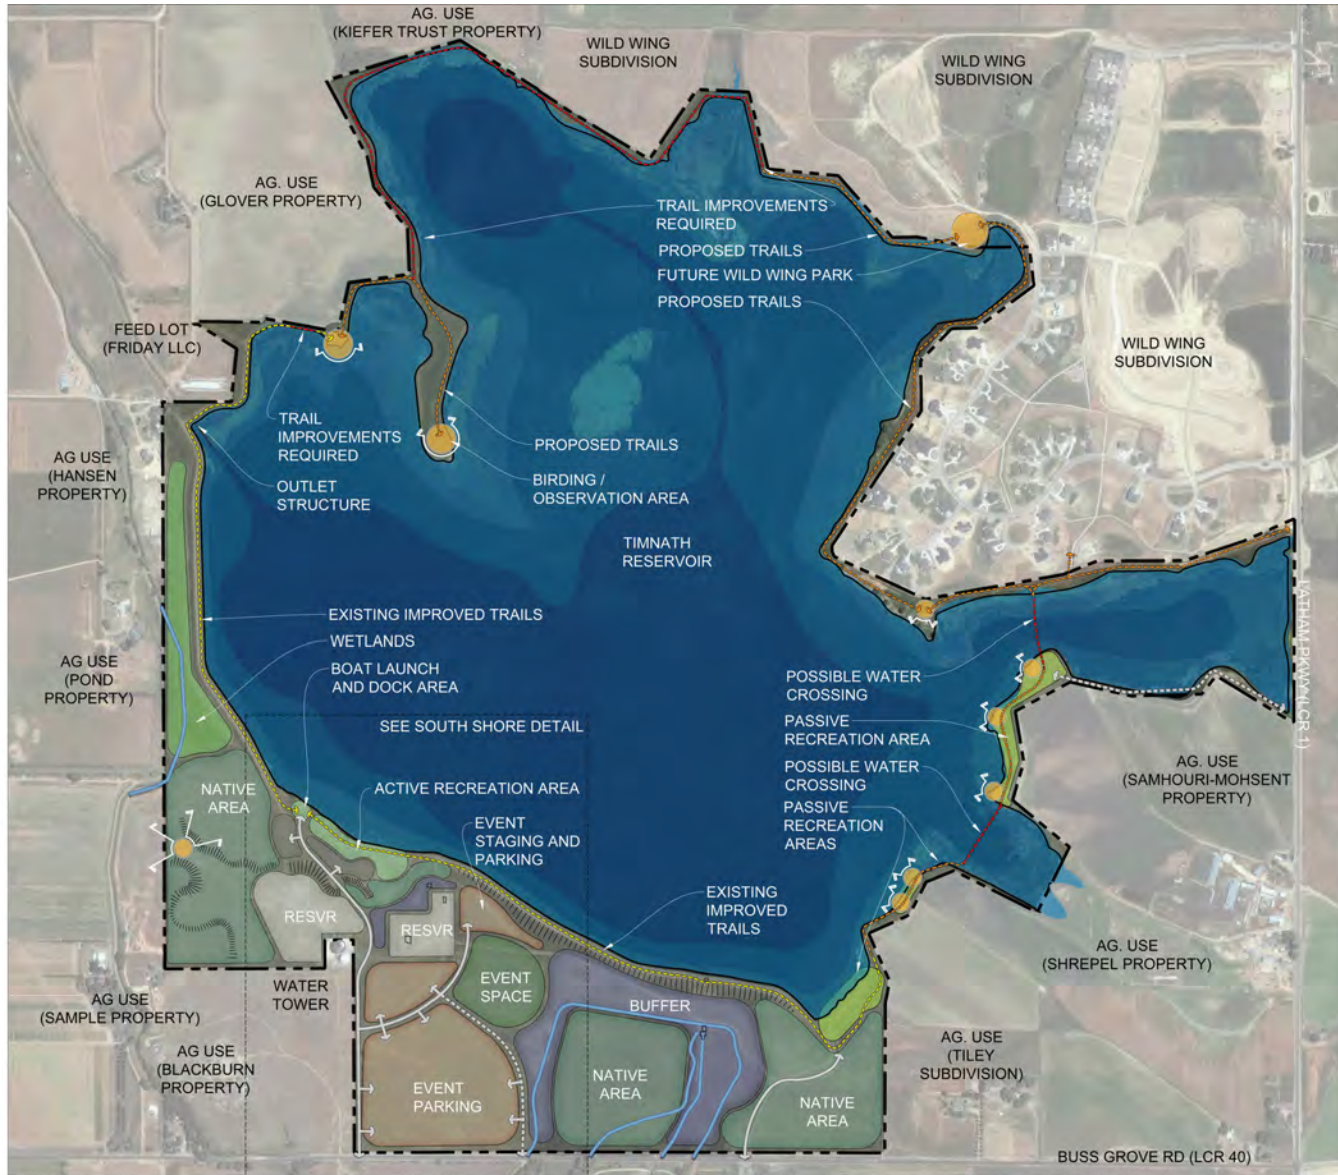 AG. USE
(KIEFER TRUST PROPERTY)
WILD WING
SUBDIVISION
WILD WING
SUBDIVISION
AG. USE
(GLOVER PROPERTY)
TRAIL IMPROVEMENTS
REQUIRED
PROPOSED TRAILS
FUTURE WILD WING PARK
PROPOSED TRAILS
FEED LOT
(FRIDAY LLC)
WILD WING
SUBDIVISION
TRAIL
IMPROVEMENTS
REQUIRED
PROPOSED TRAILS
AG USE
(HANSEN
PROPERTY)
OUTLET
STRUCTURE
BIRDING /
OBSERVATION AREA
TIMNATH
RESERVOIR
LATHAM PKWY (LCR 1)
EXISTING IMPROVED TRAILS
WETLANDS
BOAT LAUNCH
AND DOCK AREA
AG USE
(POND
PROPERTY)
POSSIBLE WATER
CROSSING
SEE SOUTH SHORE DETAIL
PASSIVE
RECREATION AREA
POSSIBLE WATER
CROSSING
AG. USE
(SAMHOURI-MOHSENT
PROPERTY)
NATIVE
AREA
ACTIVE RECREATION AREA
PASSIVE
RECREATION
AREAS
EVENT
STAGING AND
PARKING
EXISTING
IMPROVED
TRAILS
RESVR
RESVR
AG. USE
(SHREPEL PROPERTY)
WATER
TOWER
EVENT
SPACE
BUFFER
AG USE
(SAMPLE PROPERTY)
AG USE
(BLACKBURN
PROPERTY)
AG. USE
(TILEY
SUBDIVISION)
EVENT
PARKING
NATIVE
AREA
NATIVE
AREA
BUSS GROVE RD (LCR 40)